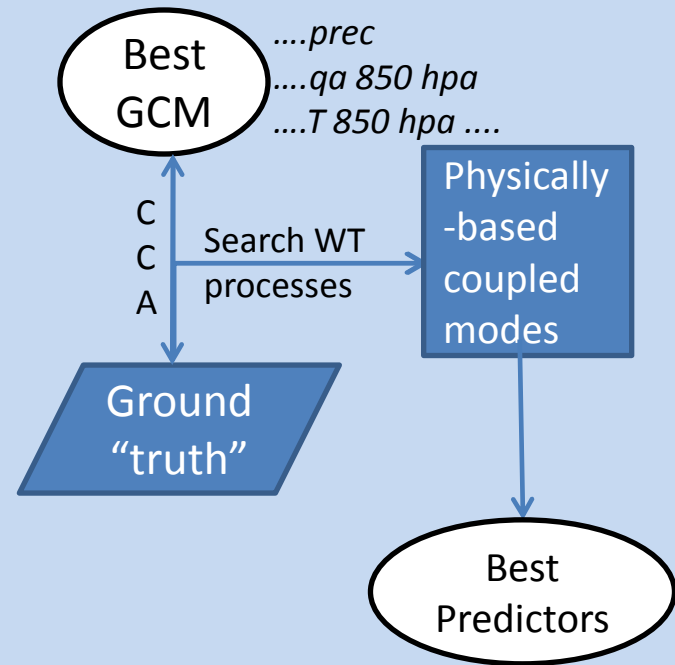 Best
GCM
....prec
....qa 850 hpa
....T 850 hpa ....
C
C
A
Search WT
processes
Physically
-based
coupled
modes
Ground
“truth”
Best
Predictors